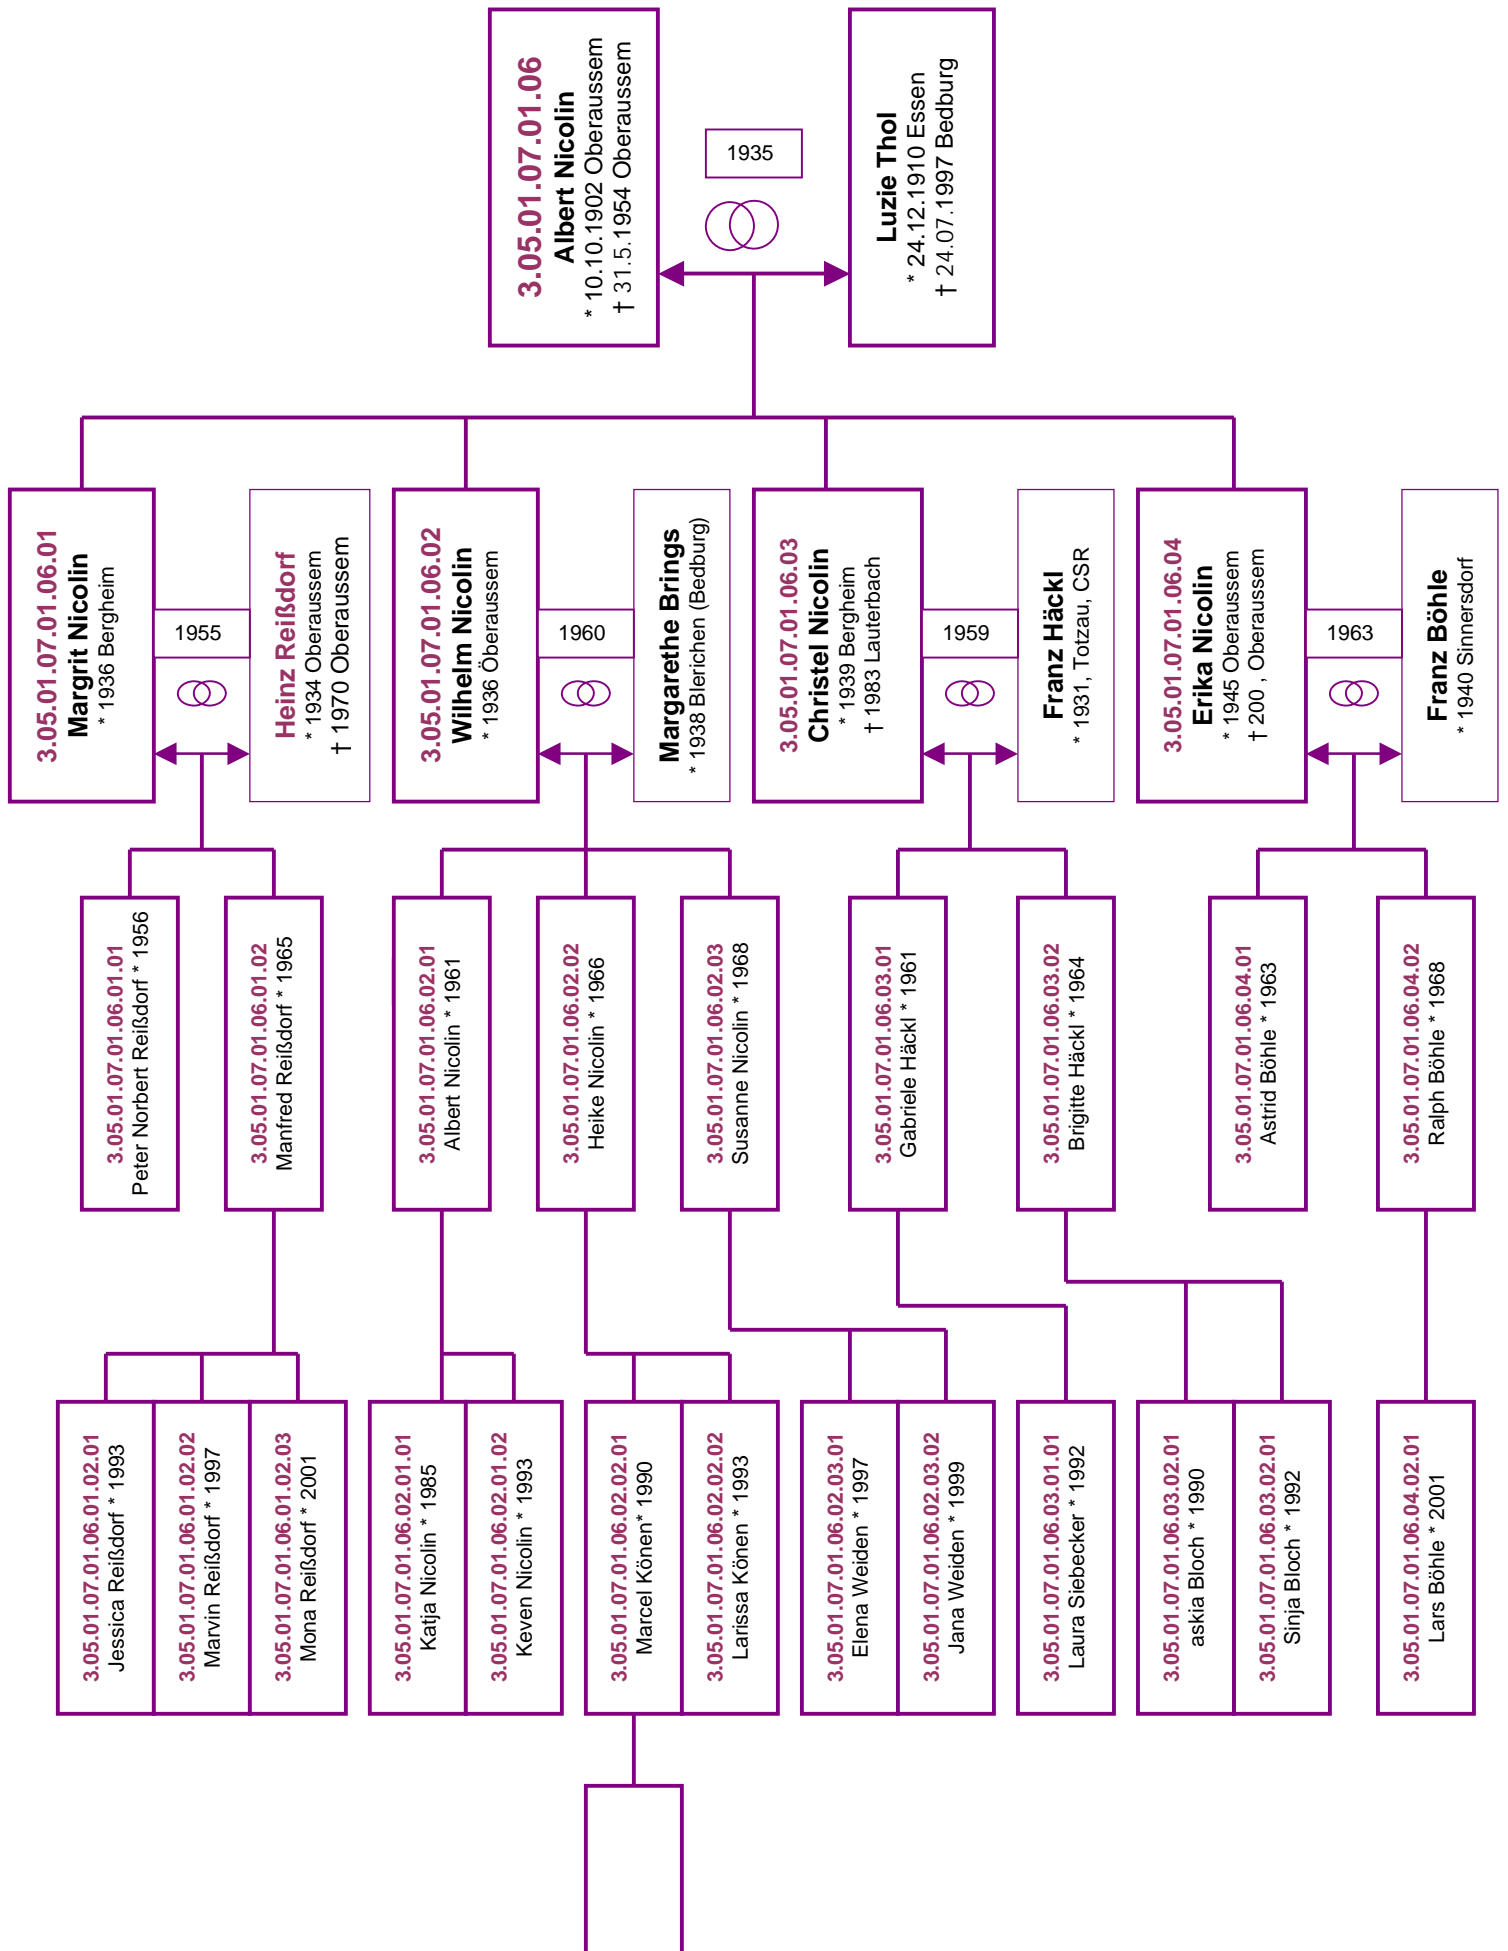 3.05.01.07.01.06
Albert Nicolin
* 10.10.1902 Oberaussem
† 31.5.1954 Oberaussem
1935
Luzie Thol
* 24.12.1910 Essen
† 24.07.1997 Bedburg
3.05.01.07.01.06.01
Margrit Nicolin
* 1936 Bergheim
1955
Heinz Reißdorf
* 1934 Oberaussem
† 1970 Oberaussem
3.05.01.07.01.06.02
Wilhelm Nicolin
* 1936 Öberaussem
1960
Margarethe Brings
* 1938 Blerichen (Bedburg)
3.05.01.07.01.06.03
Christel Nicolin
* 1939 Bergheim
† 1983 Lauterbach
1959
Franz Häckl
* 1931, Totzau, CSR
3.05.01.07.01.06.04
Erika Nicolin
* 1945 Oberaussem
† 200 , Oberaussem
1963
Franz Böhle
* 1940 Sinnersdorf
3.05.01.07.01.06.01.01
Peter Norbert Reißdorf * 1956
3.05.01.07.01.06.01.02
Manfred Reißdorf * 1965
3.05.01.07.01.06.02.01
Albert Nicolin * 1961
3.05.01.07.01.06.02.02
Heike Nicolin * 1966
3.05.01.07.01.06.02.03
Susanne Nicolin * 1968
3.05.01.07.01.06.03.01
Gabriele Häckl * 1961
3.05.01.07.01.06.03.02
Brigitte Häckl * 1964
3.05.01.07.01.06.04.01
Astrid Böhle * 1963
3.05.01.07.01.06.04.02
Ralph Böhle * 1968
3.05.01.07.01.06.01.02.01
Jessica Reißdorf * 1993
3.05.01.07.01.06.01.02.02
Marvin Reißdorf * 1997
3.05.01.07.01.06.01.02.03
Mona Reißdorf * 2001
3.05.01.07.01.06.02.01.01
Katja Nicolin * 1985
3.05.01.07.01.06.02.01.02
Keven Nicolin * 1993
3.05.01.07.01.06.02.02.01
Marcel Könen* 1990
3.05.01.07.01.06.02.02.02
Larissa Könen * 1993
3.05.01.07.01.06.02.03.01
Elena Weiden * 1997
3.05.01.07.01.06.02.03.02
Jana Weiden * 1999
3.05.01.07.01.06.03.01.01
Laura Siebecker * 1992
3.05.01.07.01.06.03.02.01
askia Bloch * 1990
3.05.01.07.01.06.03.02.01
Sinja Bloch * 1992
3.05.01.07.01.06.04.02.01
Lars Böhle * 2001